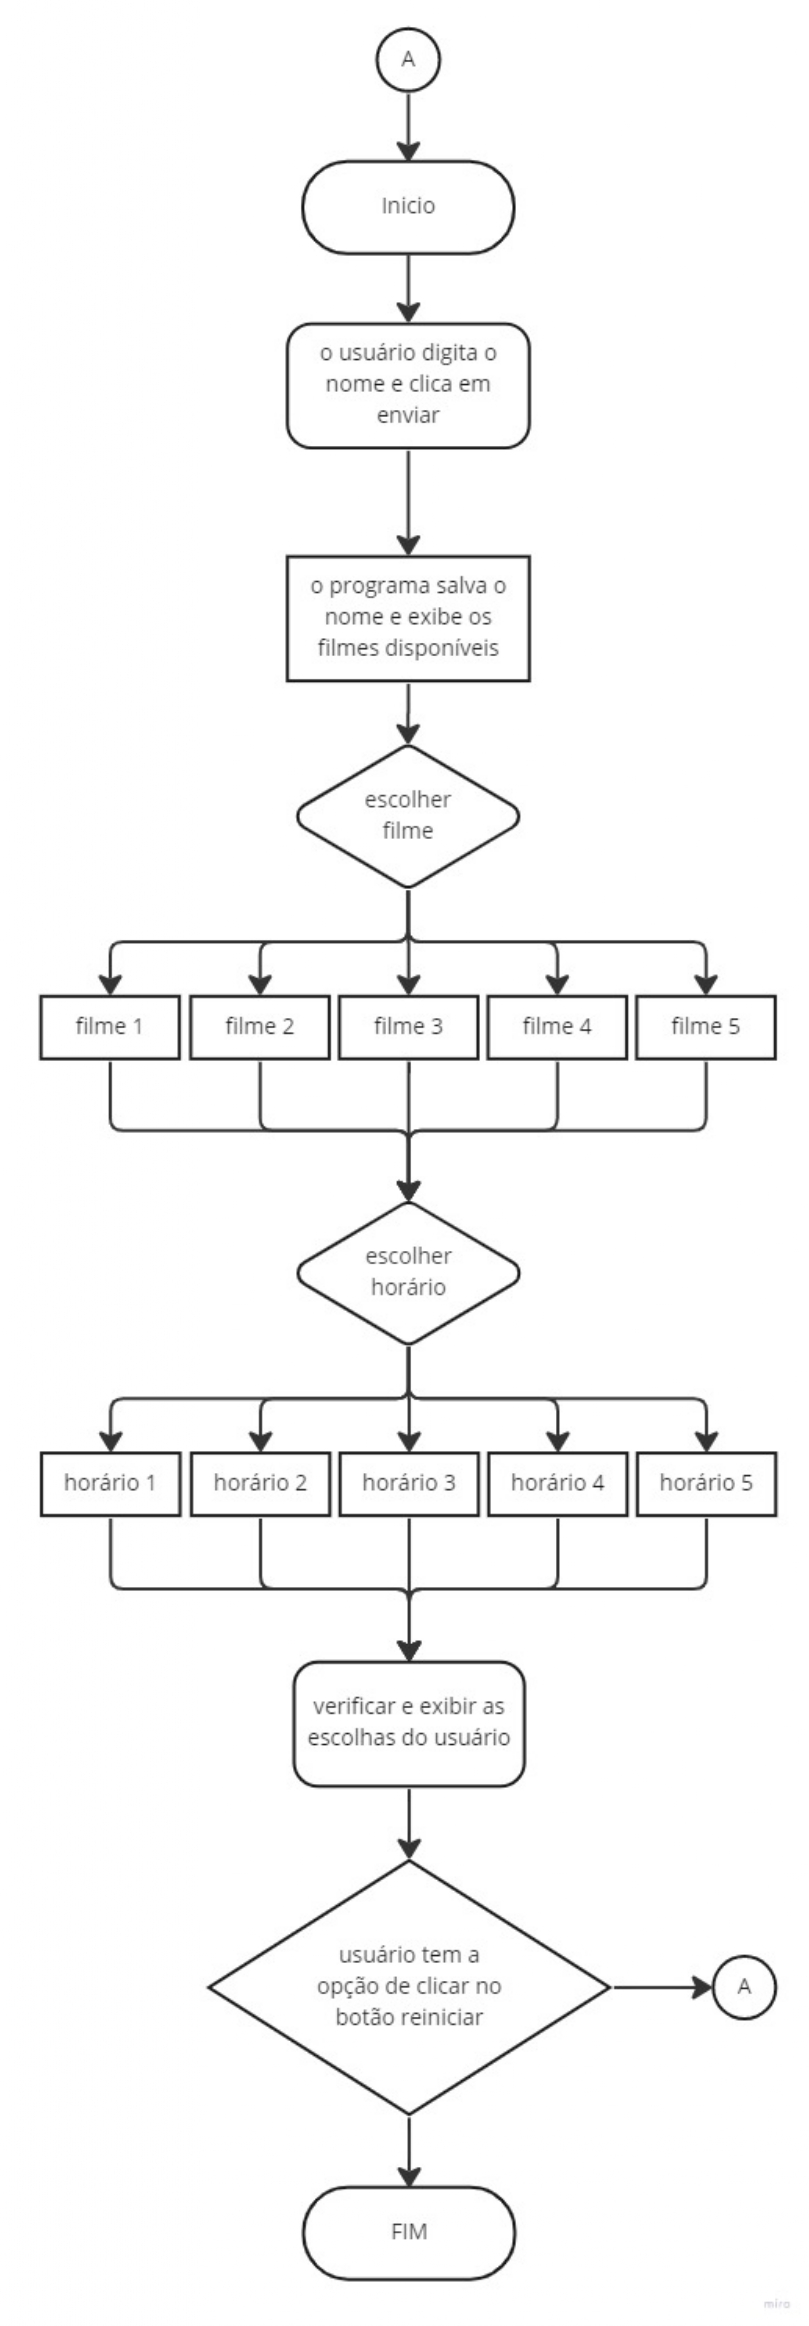 A
Inicio
o usuário digita o
nome e clica em
enviar
o programa salva o
nome e exibe os
filmes disponíveis
escolher
filme
filme 1
filme 2
filme 3
filme 4
filme 5
escolher
horário
horário 1
horário 2
horário 3
horário 4
horário 5
verificar e exibir as
escolhas do usuário
usuário tem a
opção de clicar no
botão reiniciar
A
FIM
miro